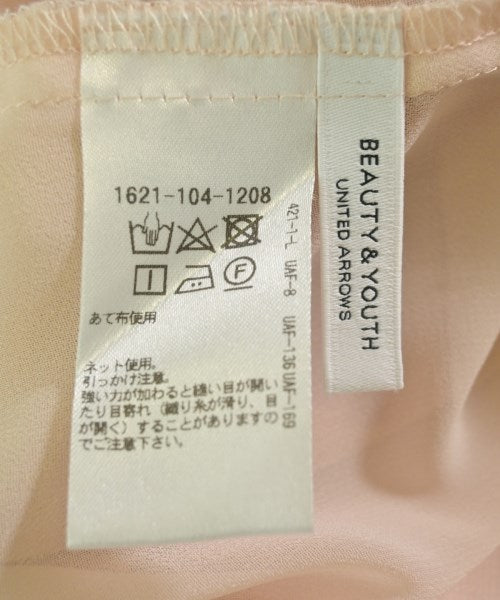 1621-104-1208
F
あて布使用
ネット使用。
引っかけ注意。
強い力が加わると縫い目が開い
たり目寄れ（織り糸が滑り、目
が開く）することがありますの
でご注意下さい。
421-1-L UAF-8 UAF-136 UAF-169
BEAUTY & YOUTH
UNITED ARROWS